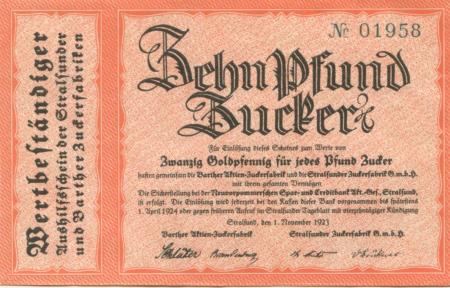 Wertbeständiger
Aushilfsschein der Stralsunder
und Barther Zuckerfabriken
№ 01958
Zehn Pfund
Zucker
Für Einlösung dieses Scheines zum Werte von
Zwanzig Goldpfennig für jedes Pfund Zucker
haften gemeinsam die Barther Aktien-Zuckerfabrik und die Stralsunder Zuckerfabrik G.m.b.H.
mit ihrem gesamten Vermögen
Die Sicherstellung bei der Neuvorpommerschen Spar- und Creditbank Akt.-Ges., Stralsund,
ist erfolgt. Die Einlösung wird jederzeit bei den Kassen dieser Bank vorgenommen bis spätestens
1. April 1924 oder gegen früheren Aufruf im Stralsunder Tageblatt mit vierzehntägiger Kündigung
Stralsund, den 1. November 1923
Barther Aktien-Zuckerfabrik Stralsunder Zuckerfabrik G.m.b.H.